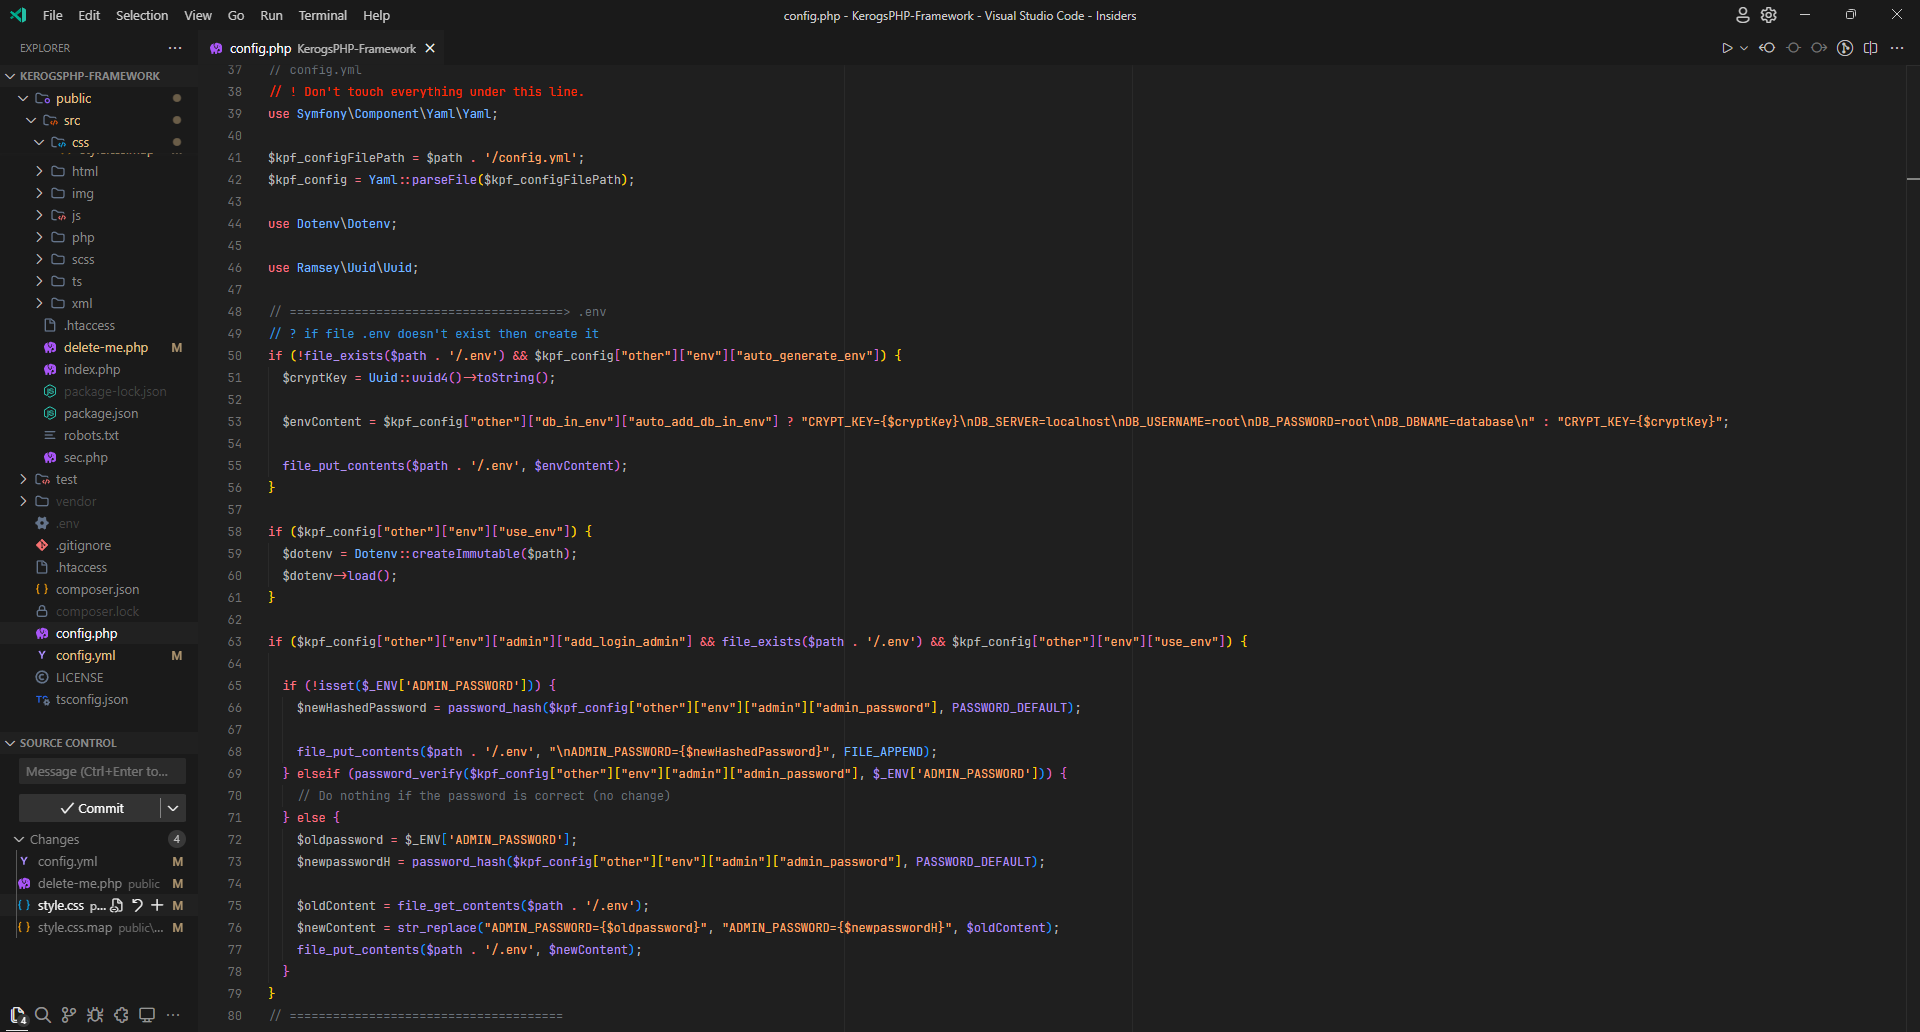 File Edit Selection View Go Run Terminal Help
config.php - KerogsPHP-Framework - Visual Studio Code - Insiders
EXPLORER
KEROGSPHP-FRAMEWORK
public
src
css
html
img
js
php
scss
ts
xml
.htaccess
delete-me.php M
index.php
package-lock.json
package.json
robots.txt
sec.php
test
vendor
.env
.gitignore
.htaccess
composer.json
composer.lock
config.php
config.yml M
LICENSE
tsconfig.json
SOURCE CONTROL
Message (Ctrl+Enter to...
Commit
Changes 4
config.yml M
delete-me.php public M
style.css p... M
style.css.map public\... M
4
config.php KerogsPHP-Framework
37 // config.yml
38 // ! Don't touch everything under this line.
39 use Symfony\Component\Yaml\Yaml;
40
41 $kpf_configFilePath = $path . '/config.yml';
42 $kpf_config = Yaml::parseFile($kpf_configFilePath);
43
44 use Dotenv\Dotenv;
45
46 use Ramsey\Uuid\Uuid;
47
48 // ======================================> .env
49 // ? if file .env doesn't exist then create it
50 if (!file_exists($path . '/.env') && $kpf_config["other"]["env"]["auto_generate_env"]) {
51 $cryptKey = Uuid::uuid4()->toString();
52
53 $envContent = $kpf_config["other"]["db_in_env"]["auto_add_db_in_env"] ? "CRYPT_KEY={$cryptKey}\nDB_SERVER=localhost\nDB_USERNAME=root\nDB_PASSWORD=root\nDB_DBNAME=database\n" : "CRYPT_KEY={$cryptKey}";
54
55 file_put_contents($path . '/.env', $envContent);
56 }
57
58 if ($kpf_config["other"]["env"]["use_env"]) {
59 $dotenv = Dotenv::createImmutable($path);
60 $dotenv->load();
61 }
62
63 if ($kpf_config["other"]["env"]["admin"]["add_login_admin"] && file_exists($path . '/.env') && $kpf_config["other"]["env"]["use_env"]) {
64
65 if (!isset($_ENV['ADMIN_PASSWORD'])) {
66 $newHashedPassword = password_hash($kpf_config["other"]["env"]["admin"]["admin_password"], PASSWORD_DEFAULT);
67
68 file_put_contents($path . '/.env', "\nADMIN_PASSWORD={$newHashedPassword}", FILE_APPEND);
69 } elseif (password_verify($kpf_config["other"]["env"]["admin"]["admin_password"], $_ENV['ADMIN_PASSWORD'])) {
70 // Do nothing if the password is correct (no change)
71 } else {
72 $oldpassword = $_ENV['ADMIN_PASSWORD'];
73 $newpasswordH = password_hash($kpf_config["other"]["env"]["admin"]["admin_password"], PASSWORD_DEFAULT);
74
75 $oldContent = file_get_contents($path . '/.env');
76 $newContent = str_replace("ADMIN_PASSWORD={$oldpassword}", "ADMIN_PASSWORD={$newpasswordH}", $oldContent);
77 file_put_contents($path . '/.env', $newContent);
78 }
79 }
80 // ======================================